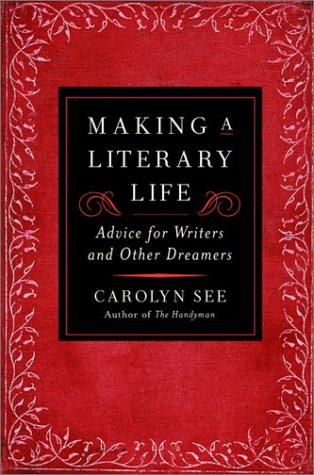 MAKING A
LITERARY
LIFE
Advice for Writers
and Other Dreamers
CAROLYN SEE
Author of The Handyman